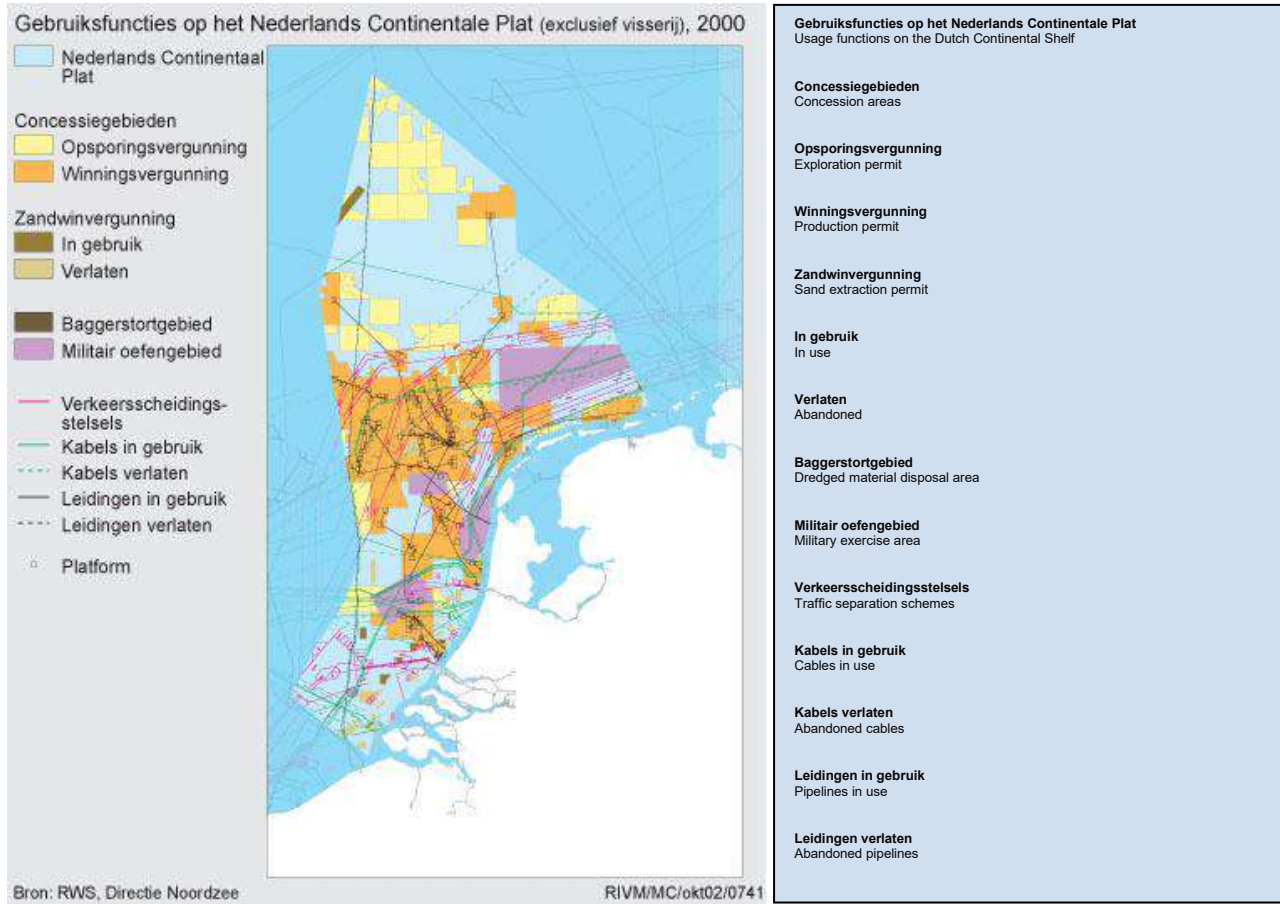 Gebruiksfuncties op het Nederlands Continentale Plat (exclusief visserij), 2000
Nederlands Continentaal
Plat
Concessiegebieden
Opsporingsvergunning
Winningsvergunning
Zandwinvergunning
In gebruik
Verlaten
Baggerstortgebied
Militair oefengebied
Verkeersscheidings-
stelsels
Kabels in gebruik
Kabels verlaten
Leidingen in gebruik
Leidingen verlaten
Platform
Bron: RWS, Directie Noordzee
RIVM/MC/okt02/0741
Gebruiksfuncties op het Nederlands Continentale Plat
Usage functions on the Dutch Continental Shelf
Concessiegebieden
Concession areas
Opsporingsvergunning
Exploration permit
Winningsvergunning
Production permit
Zandwinvergunning
Sand extraction permit
In gebruik
In use
Verlaten
Abandoned
Baggerstortgebied
Dredged material disposal area
Militair oefengebied
Military exercise area
Verkeersscheidingsstelsels
Traffic separation schemes
Kabels in gebruik
Cables in use
Kabels verlaten
Abandoned cables
Leidingen in gebruik
Pipelines in use
Leidingen verlaten
Abandoned pipelines